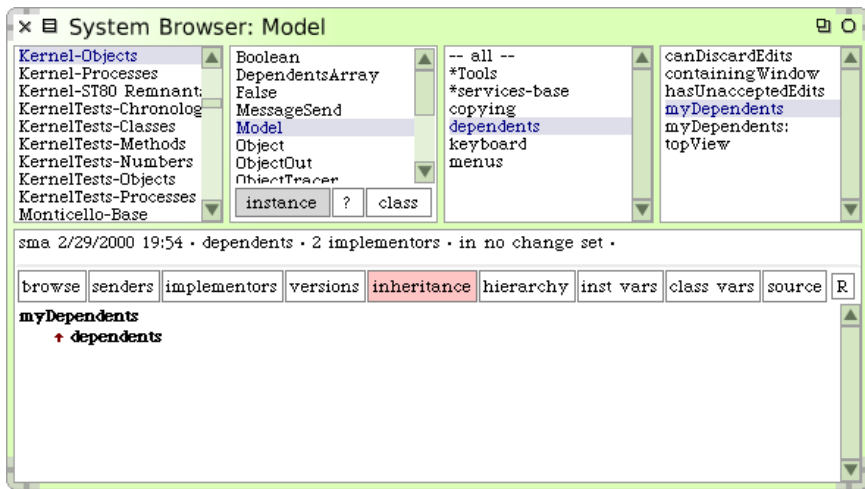 System Browser: Model
Kernel-Objects
Kernel-Processes
Kernel-ST80 Remnant
KernelTests-Chronolog
KernelTests-Classes
KernelTests-Methods
KernelTests-Numbers
KernelTests-Objects
KernelTests-Processes
Monticello-Base
Boolean
DependentsArray
False
MessageSend
Model
Object
ObjectOut
ObjectTracer
instance ? class
-- all --
*Tools
*services-base
copying
dependents
keyboard
menus
canDiscardEdits
containingWindow
hasUnacceptedEdits
myDependents
myDependents:
topView
sma 2/29/2000 19:54 · dependents · 2 implementors · in no change set ·
browse senders implementors versions inheritance hierarchy inst vars class vars source R
myDependents
↑ dependents